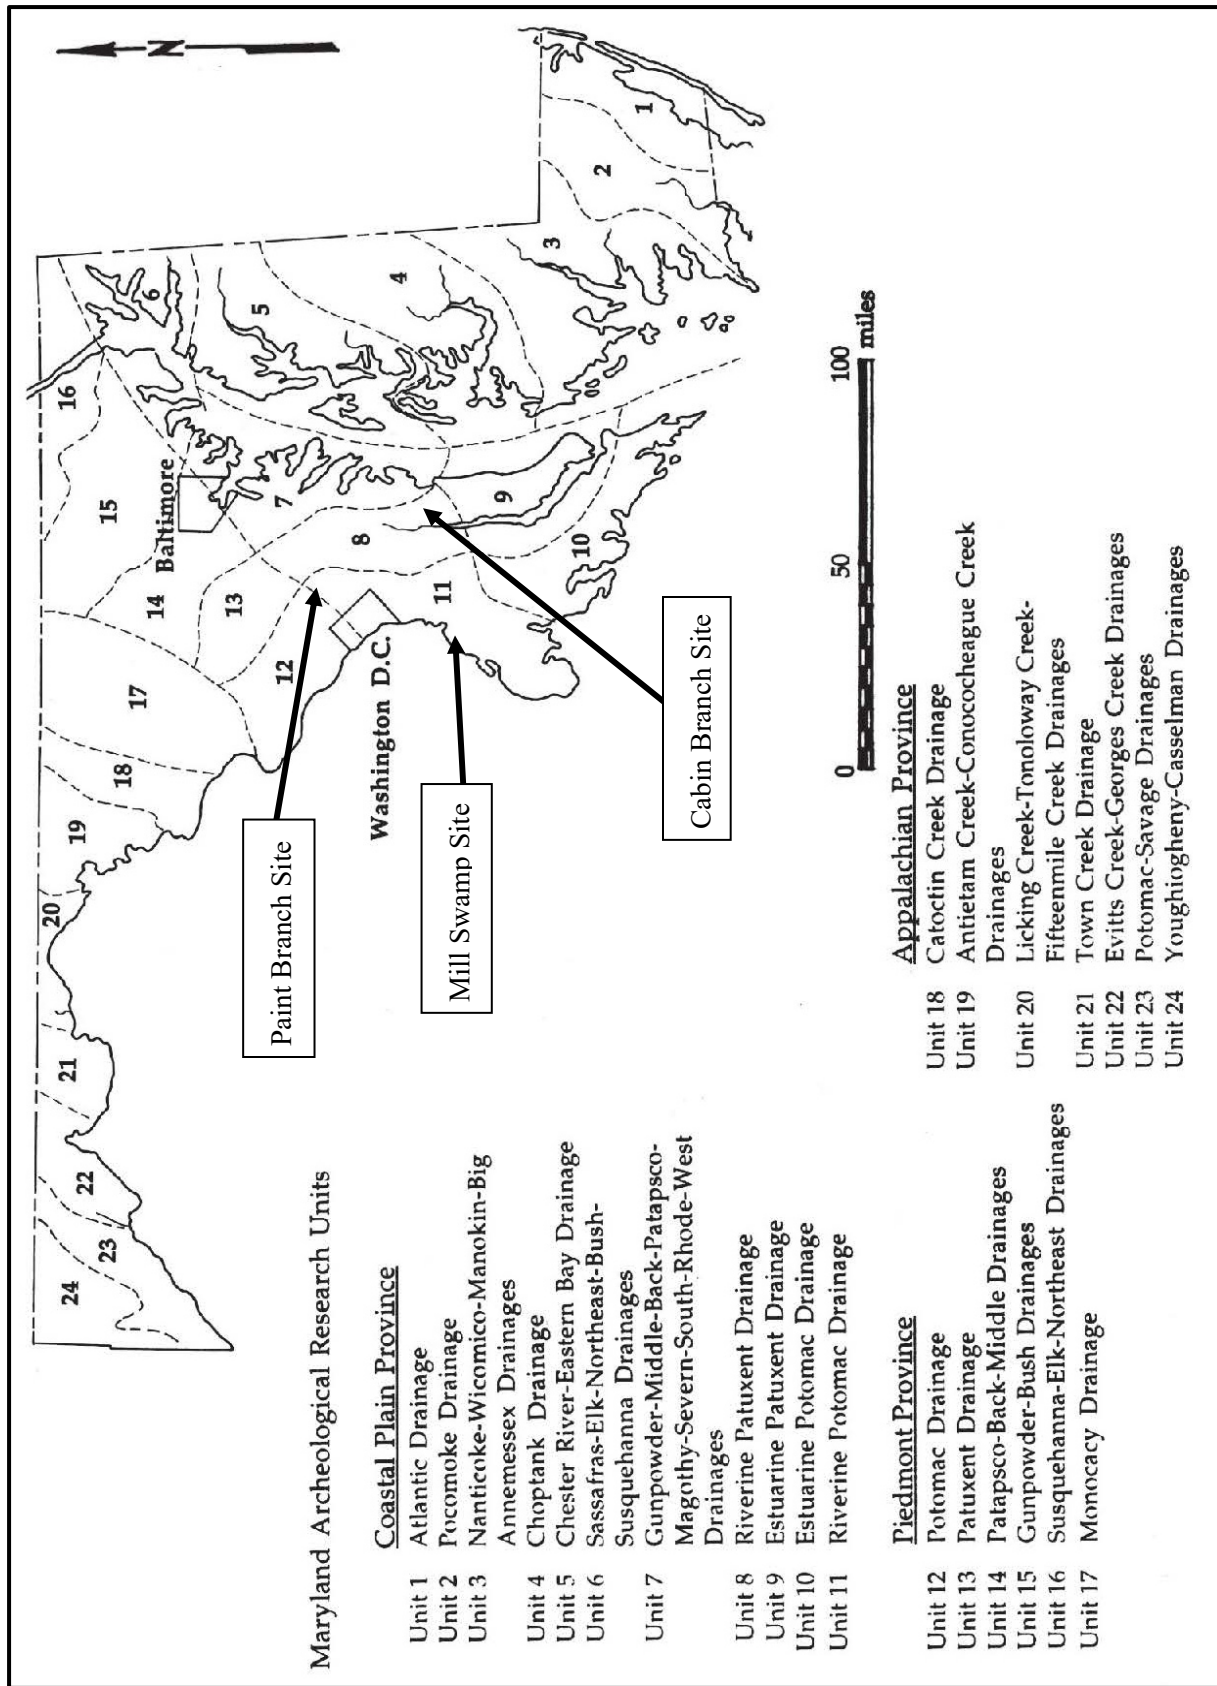 N
24
23
22
21
20
19
18
17
16
15
14
13
12
11
10
9
8
7
6
5
4
3
2
1
Baltimore
Washington D.C.
Paint Branch Site
Mill Swamp Site
Cabin Branch Site
0
50
100
miles
Maryland Archeological Research Units
Coastal Plain Province
Unit 1 Atlantic Drainage
Unit 2 Pocomoke Drainage
Unit 3 Nanticoke-Wicomico-Manokin-Big
Annemessex Drainages
Unit 4 Choptank Drainage
Unit 5 Chester River-Eastern Bay Drainage
Unit 6 Sassafras-Elk-Northeast-Bush-
Susquehanna Drainages
Unit 7 Gunpowder-Middle-Back-Patapsco-
Magothy-Severn-South-Rhode-West
Drainages
Unit 8 Riverine Patuxent Drainage
Unit 9 Estuarine Patuxent Drainage
Unit 10 Estuarine Potomac Drainage
Unit 11 Riverine Potomac Drainage
Piedmont Province
Unit 12 Potomac Drainage
Unit 13 Patuxent Drainage
Unit 14 Patapsco-Back-Middle Drainages
Unit 15 Gunpowder-Bush Drainages
Unit 16 Susquehanna-Elk-Northeast Drainages
Unit 17 Monocacy Drainage
Appalachian Province
Unit 18 Catoctin Creek Drainage
Unit 19 Antietam Creek-Conococheague Creek
Drainages
Unit 20 Licking Creek-Tonoloway Creek-
Fifteenmile Creek Drainages
Unit 21 Town Creek Drainage
Unit 22 Evitts Creek-Georges Creek Drainages
Unit 23 Potomac-Savage Drainages
Unit 24 Youghiogheny-Casselman Drainages